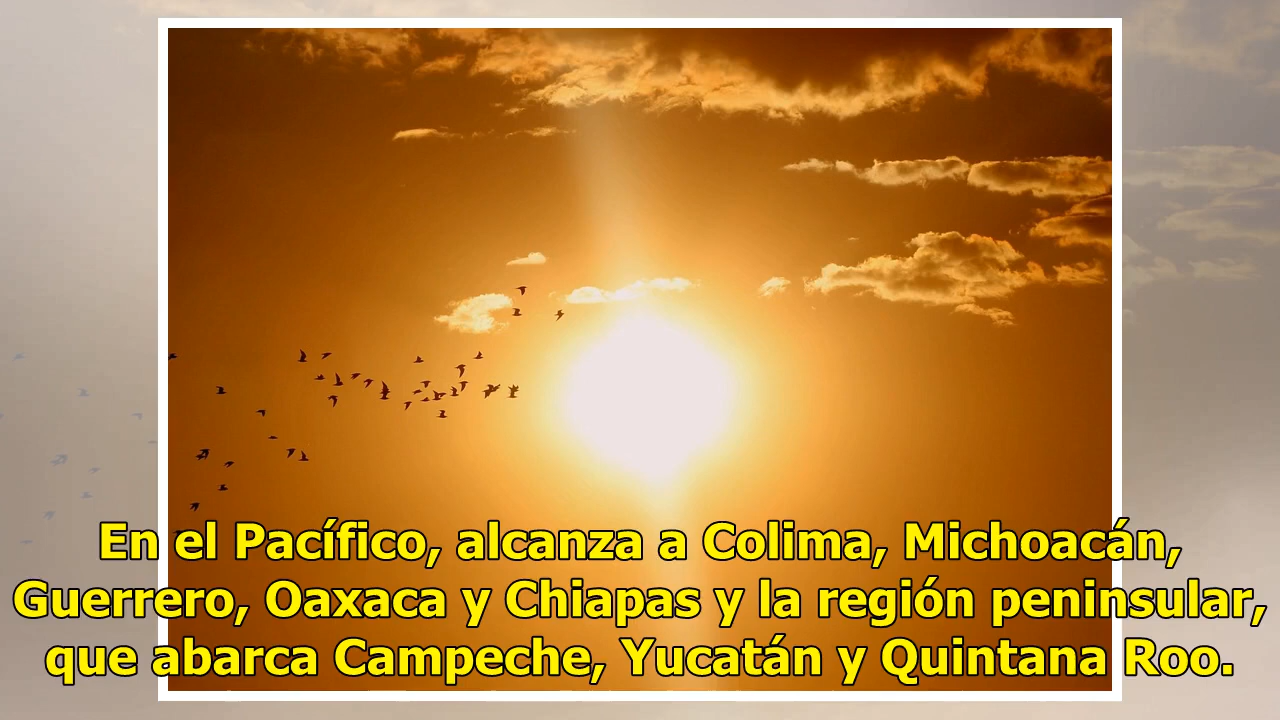 En el Pacífico, alcanza a Colima, Michoacán,
Guerrero, Oaxaca y Chiapas y la región peninsular,
que abarca Campeche, Yucatán y Quintana Roo.